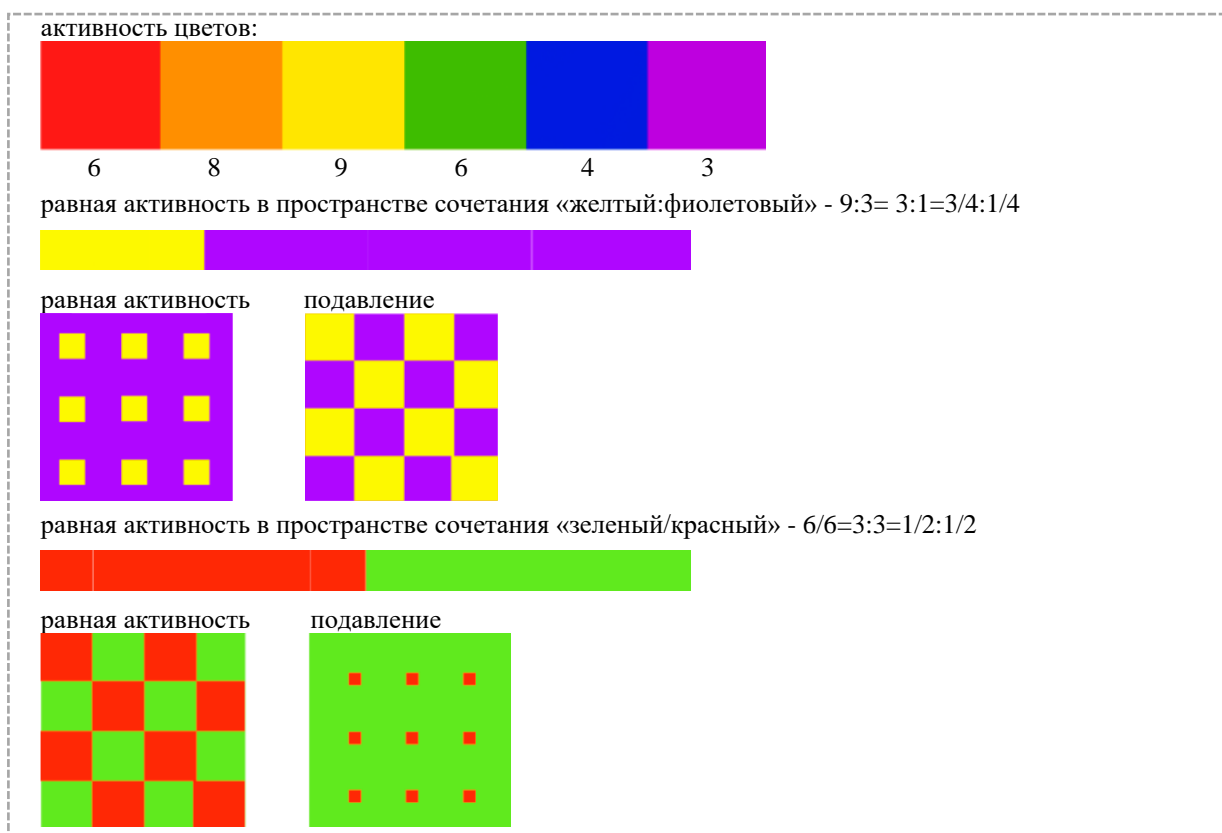 активность цветов:
6 8 9 6 4 3
равная активность в пространстве сочетания «желтый:фиолетовый» - 9:3= 3:1=3/4:1/4
равная активность подавление
равная активность в пространстве сочетания «зеленый/красный» - 6/6=3:3=1/2:1/2
равная активность подавление